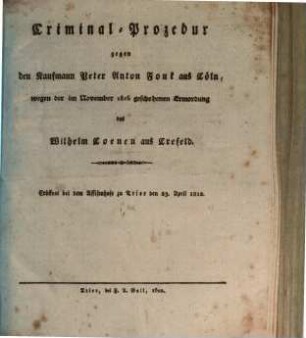 Criminal-Prozedur
gegen
den Kaufmann Peter Anton Fonk aus Cöln,
wegen der im November 1816 geschehenen Ermordung
des
Wilhelm Coenen aus Crefeld.
Eröffnet bei dem Assisenhofe zu Trier den 23. April 1822.
Trier, bei F. A. Gall, 1822.